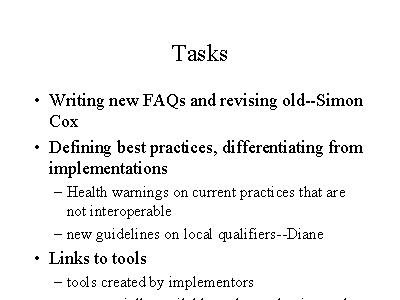 Tasks
• Writing new FAQs and revising old--Simon
Cox
• Defining best practices, differentiating from
implementations
– Health warnings on current practices that are
not interoperable
– new guidelines on local qualifiers--Diane
• Links to tools
– tools created by implementors